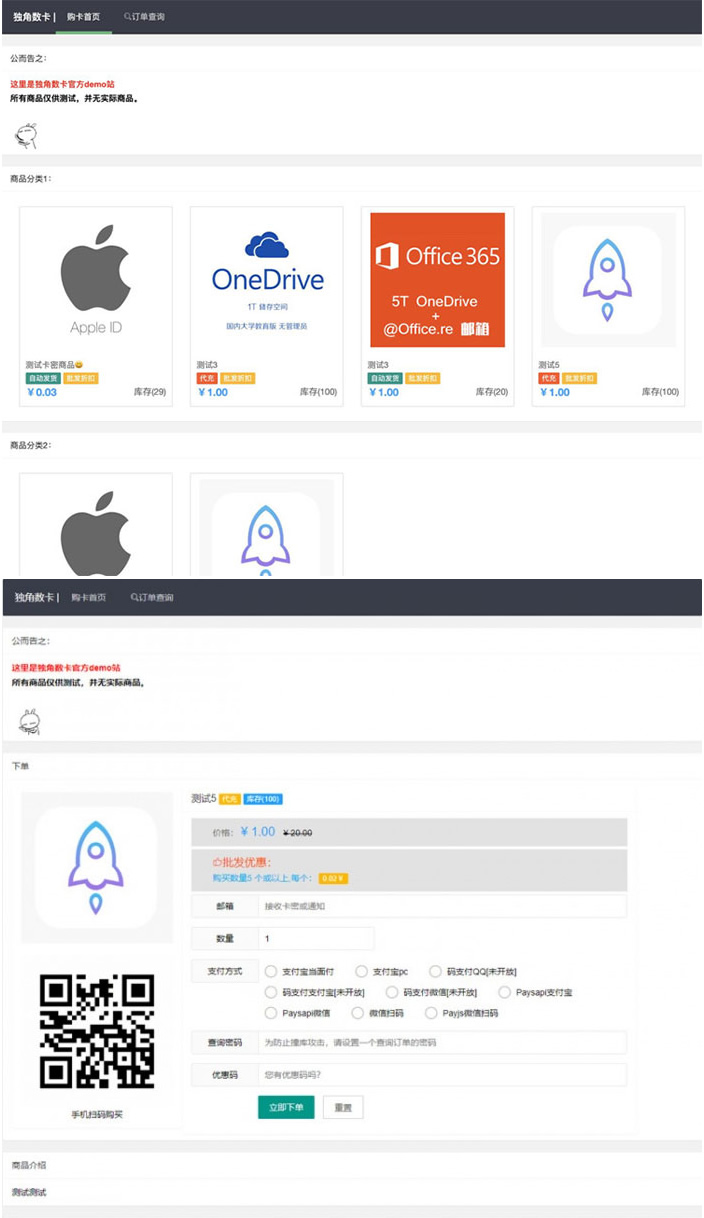 独角数卡 | 购卡首页 订单查询
公而告之:
这里是独角数卡官方demo站
所有商品仅供测试，并无实际商品。
商品分类1:
Apple ID
OneDrive
1T 储存空间
国内大学教育版 无管理员
Office 365
5T OneDrive
+
@Office.re 邮箱
测试卡密商品😄
自动发货 批发折扣
¥ 0.03 库存(29)
测试3
代充 批发折扣
¥ 1.00 库存(100)
测试3
自动发货 批发折扣
¥ 1.00 库存(20)
测试5
代充 批发折扣
¥ 1.00 库存(100)
商品分类2:
独角数卡 | 购卡首页 订单查询
公而告之:
这里是独角数卡官方demo站
所有商品仅供测试，并无实际商品。
下单
测试5 代充 库存(100)
价格: ¥ 1.00 ¥ 20.00
批发优惠:
购买数量5 个或以上,每个: 0.02 ¥
邮箱 接收卡密或通知
数量 1
支付方式 支付宝当面付 支付宝pc 码支付QQ[未开放]
码支付支付宝[未开放] 码支付微信[未开放] Paysapi支付宝
Paysapi微信 微信扫码 Payjs微信扫码
查询密码 为防止撞库攻击，请设置一个查询订单的密码
优惠码 您有优惠码吗?
立即下单 重置
手机扫码购买
商品介绍
测试测试